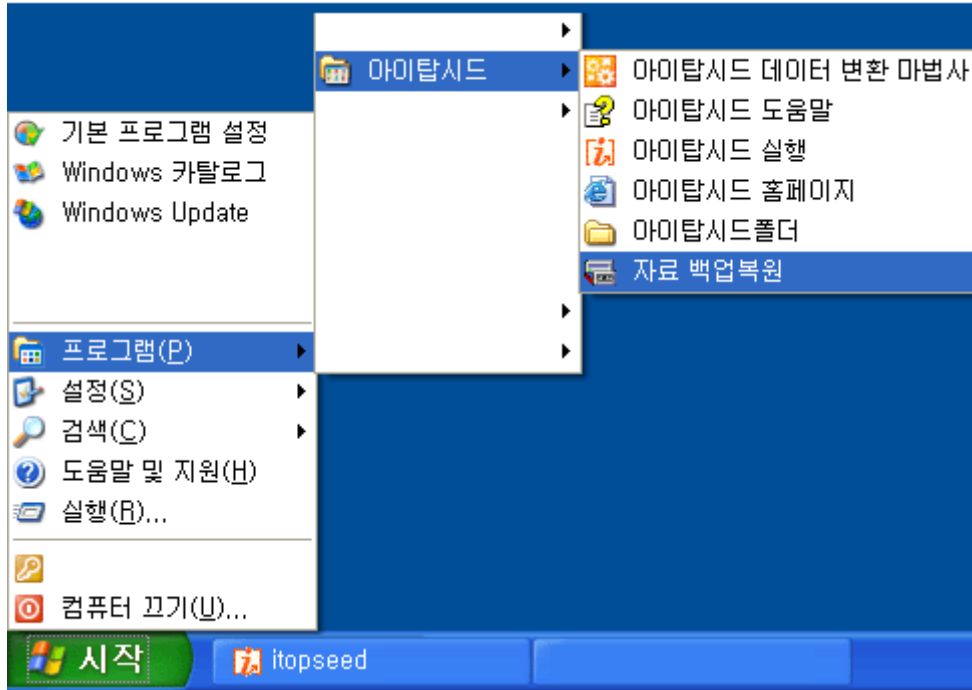 아이탑시드
아이탑시드 데이터 변환 마법사
아이탑시드 도움말
아이탑시드 실행
아이탑시드 홈페이지
아이탑시드폴더
자료 백업복원
기본 프로그램 설정
Windows 카탈로그
Windows Update
프로그램(P)
설정(S)
검색(C)
도움말 및 지원(H)
실행(R)...
컴퓨터 끄기(U)...
시작
itopseed